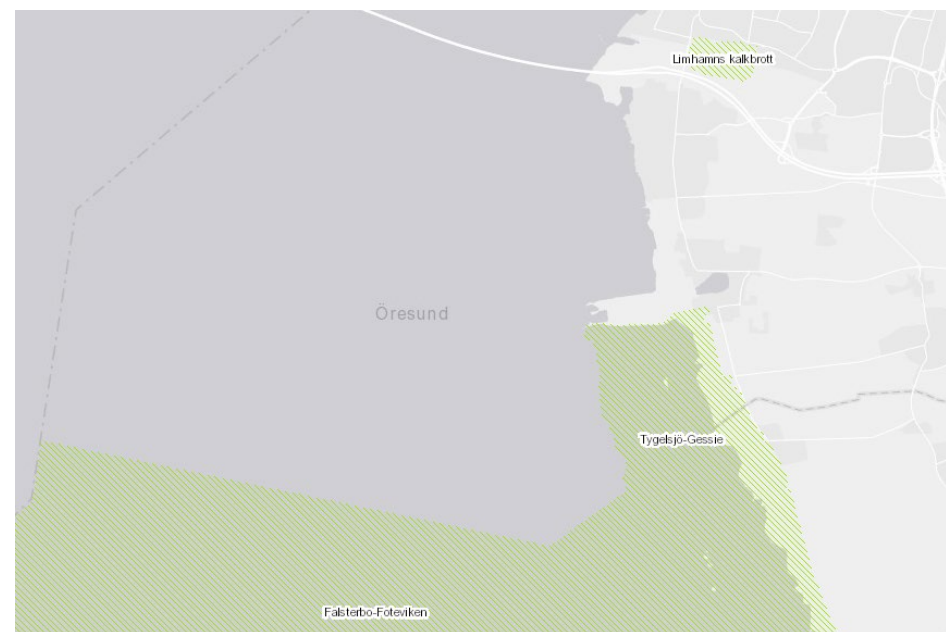 Limhamns kalkbrott
Öresund
Tygelsjö-Gessie
Falsterbo-Foteviken